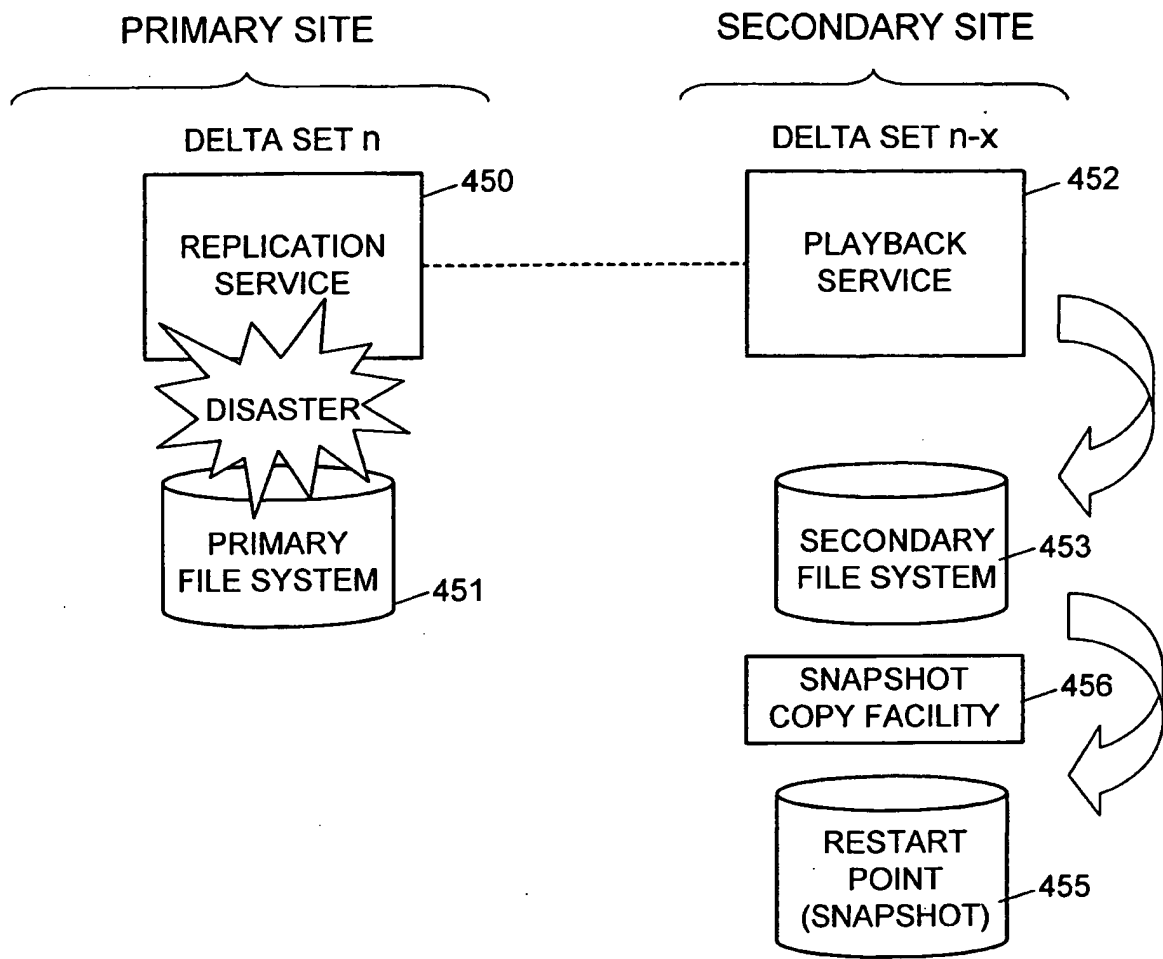 PRIMARY SITE
SECONDARY SITE
DELTA SET n
DELTA SET n-x
450
452
REPLICATION
SERVICE
PLAYBACK
SERVICE
DISASTER
PRIMARY
FILE SYSTEM
451
SECONDARY
FILE SYSTEM
453
SNAPSHOT
COPY FACILITY
456
RESTART
POINT
(SNAPSHOT)
455